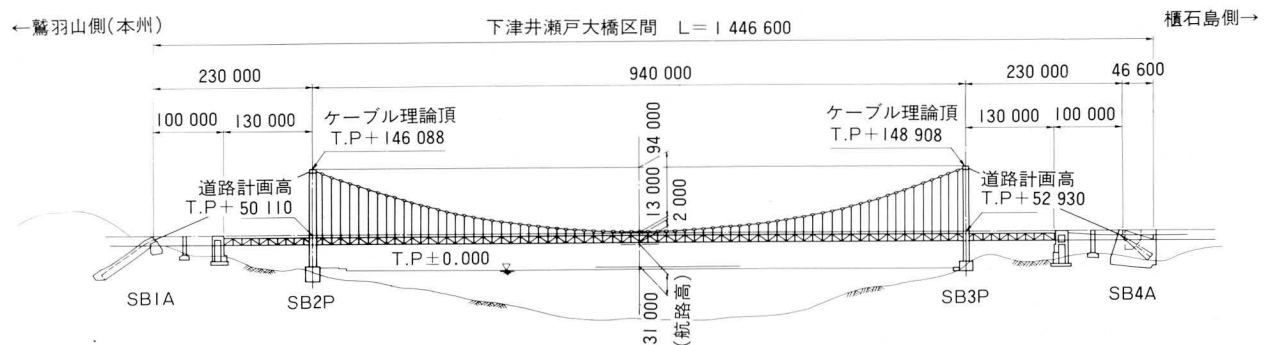 ←鷲羽山側(本州)
下津井瀬戸大橋区間 L=1 446 600
櫃石島側→
230 000
940 000
230 000
46 600
100 000
130 000
ケーブル理論頂
T.P+146 088
94 000
ケーブル理論頂
T.P+148 908
130 000
100 000
道路計画高
T.P+50 110
13 000
2 000
道路計画高
T.P+52 930
T.P±0.000
SB1A
SB2P
31 000
(航路高)
SB3P
SB4A